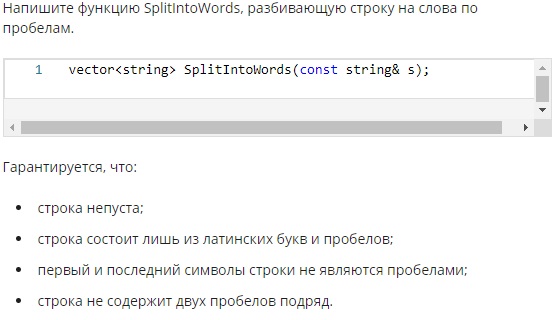 Напишите функцию SplitIntoWords, разбивающую строку на слова по
пробелам.
1 vector<string> SplitIntoWords(const string& s);
Гарантируется, что:
• строка непуста;
• строка состоит лишь из латинских букв и пробелов;
• первый и последний символы строки не являются пробелами;
• строка не содержит двух пробелов подряд.